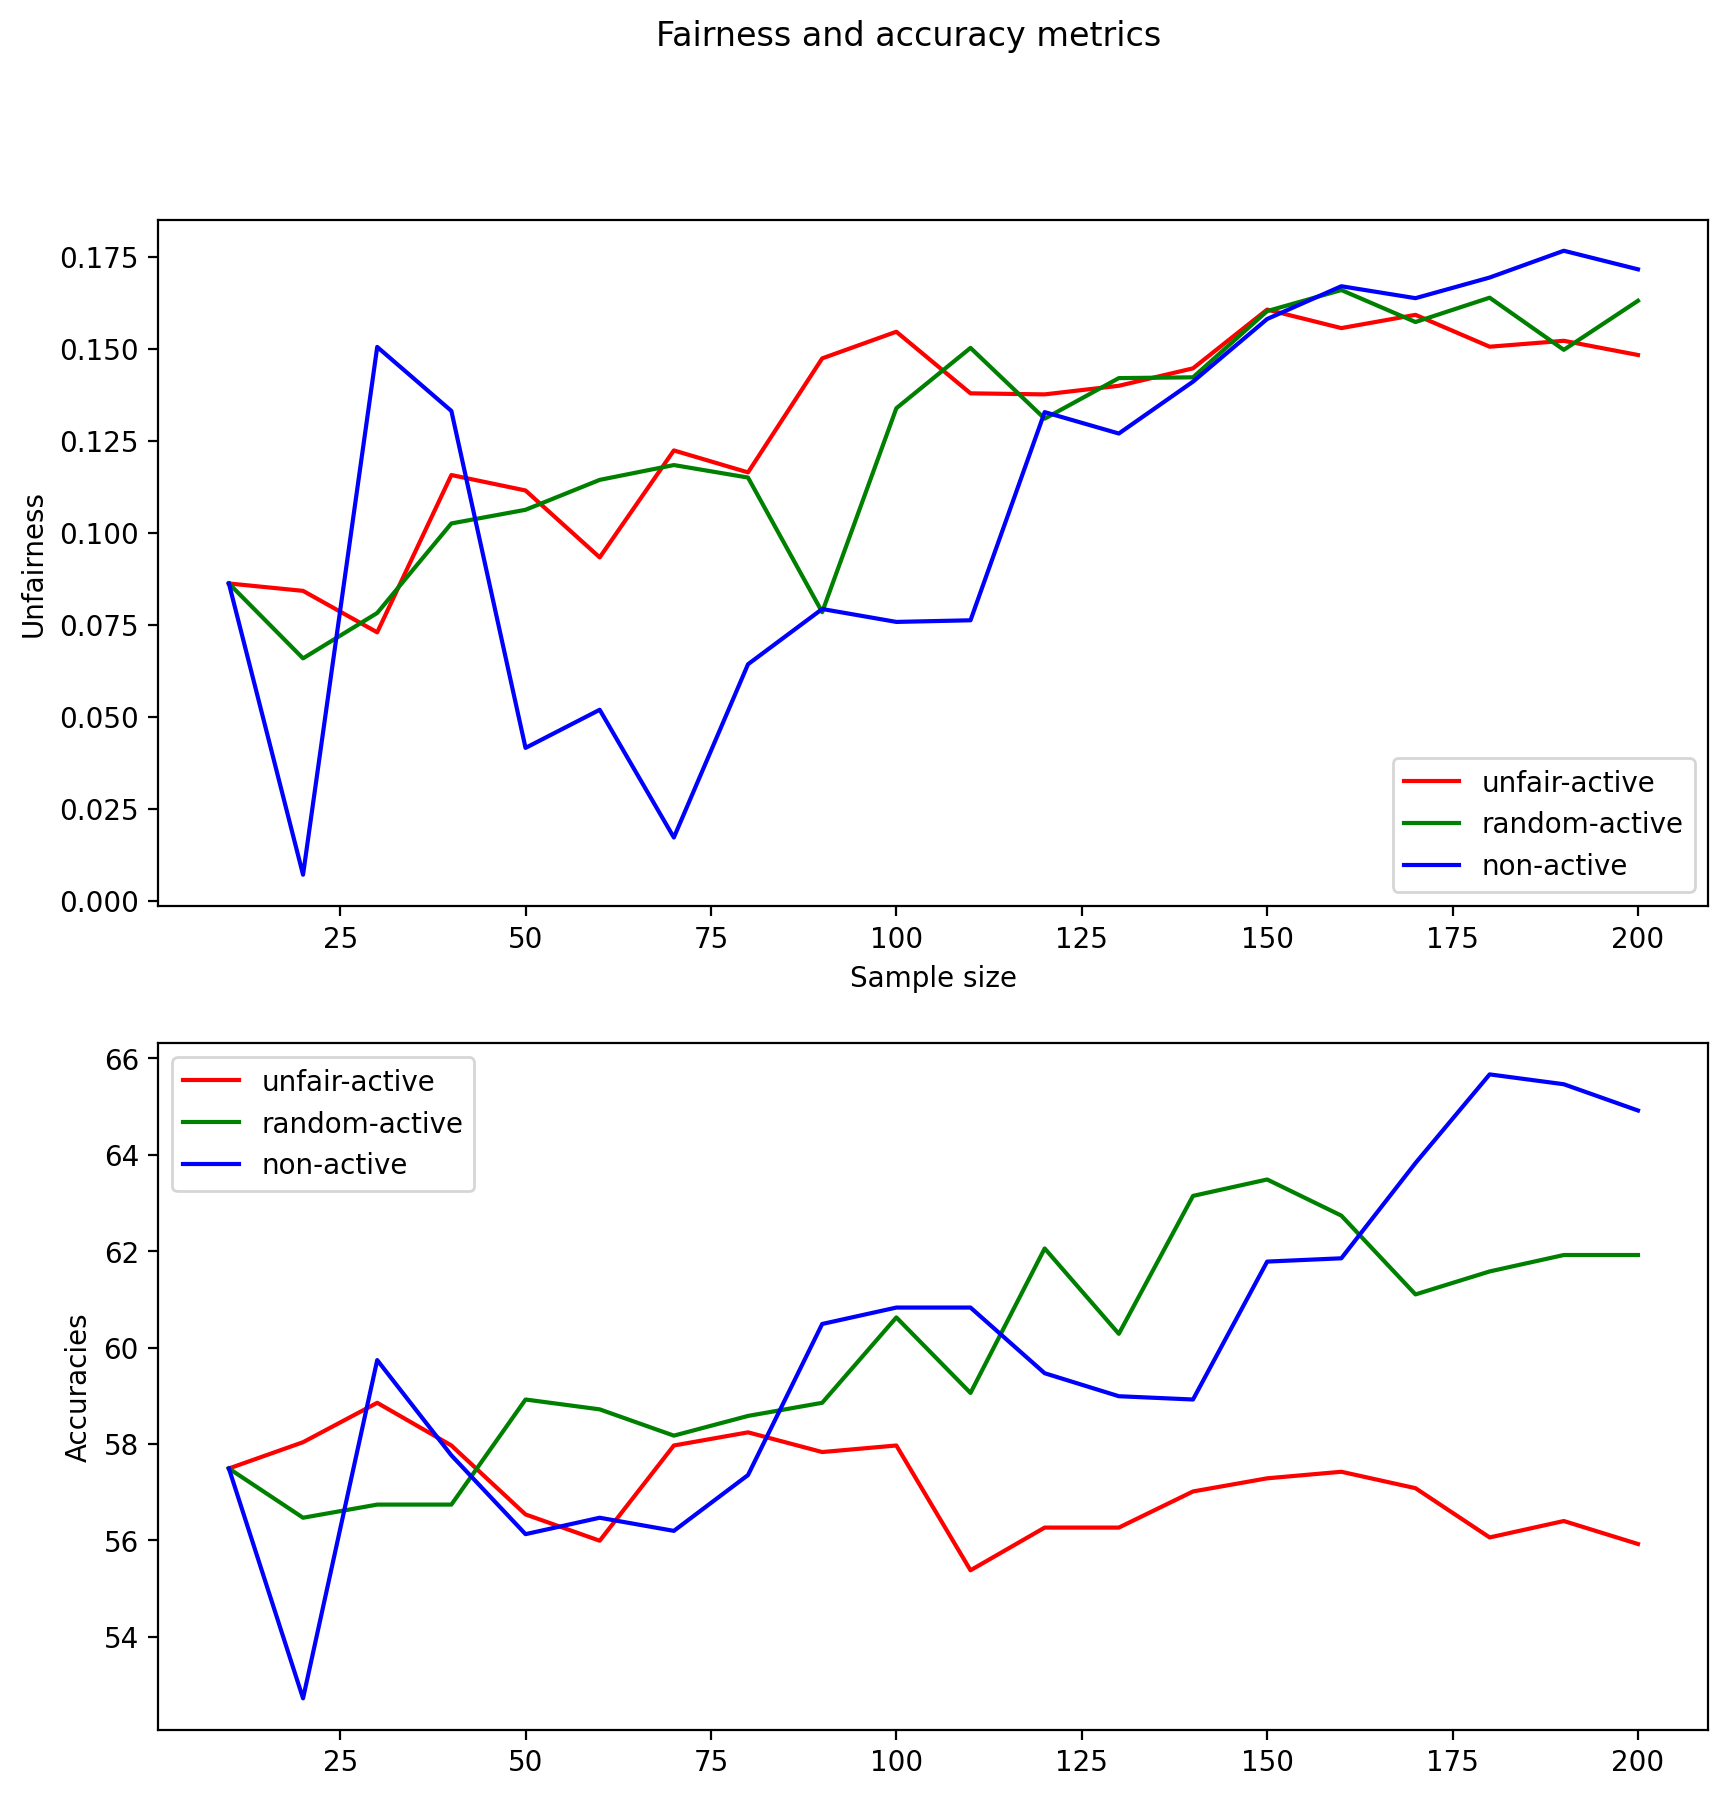 Fairness and accuracy metrics
0.175
0.150
0.125
0.100
0.075
0.050
0.025
0.000
Unfairness
unfair-active
random-active
non-active
25 50 75 100 125 150 175 200
Sample size
66
64
62
60
58
56
54
Accuracies
unfair-active
random-active
non-active
25 50 75 100 125 150 175 200